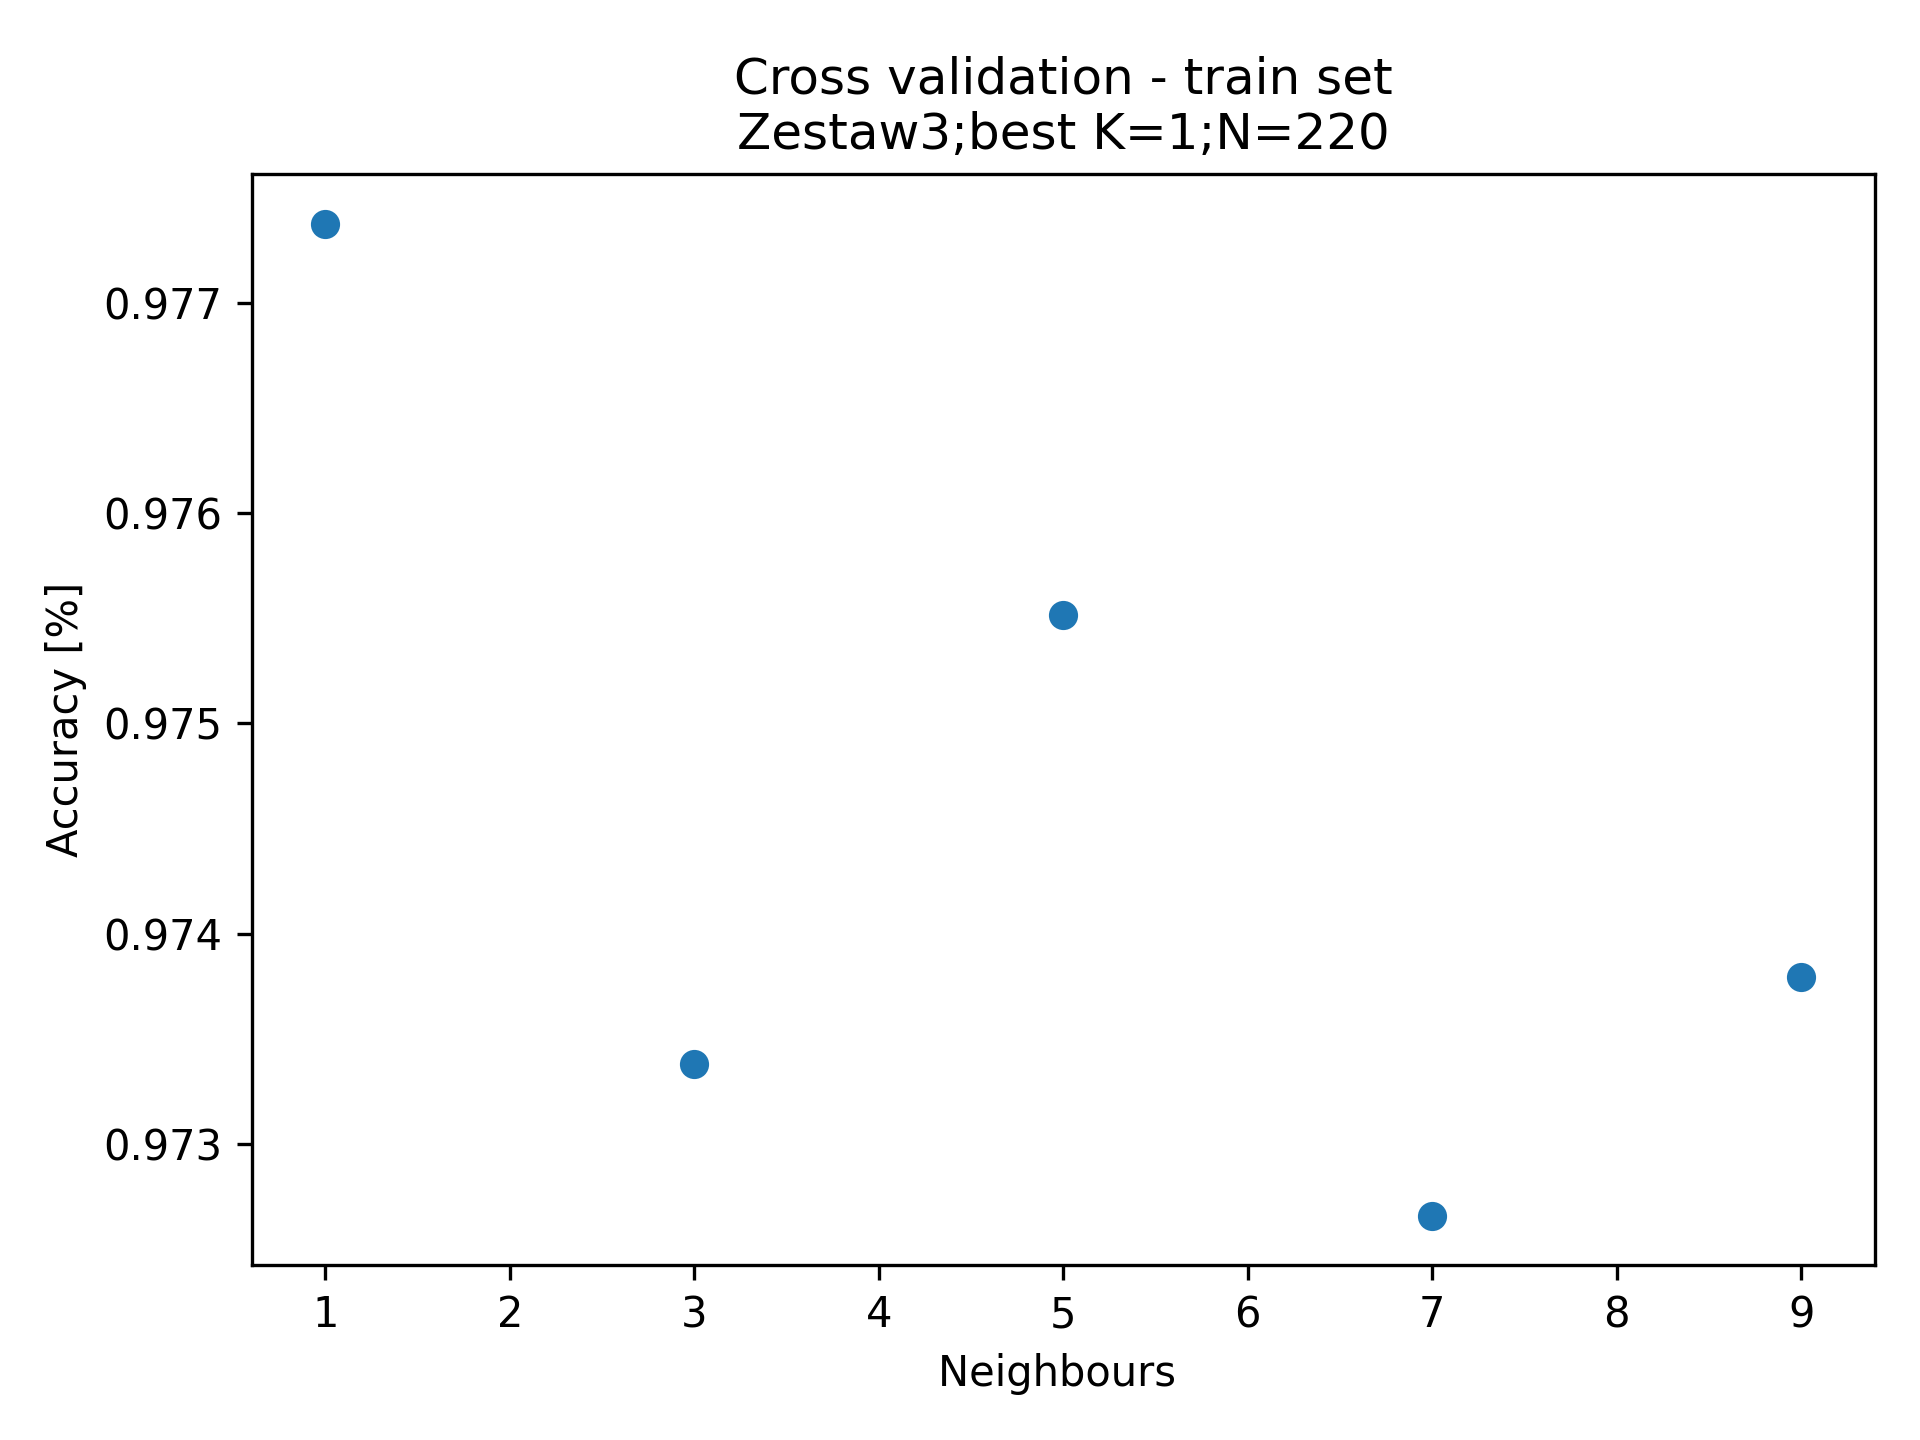 Cross validation - train set
Zestaw3;best K=1;N=220
Accuracy [%]
0.977
0.976
0.975
0.974
0.973
1 2 3 4 5 6 7 8 9
Neighbours